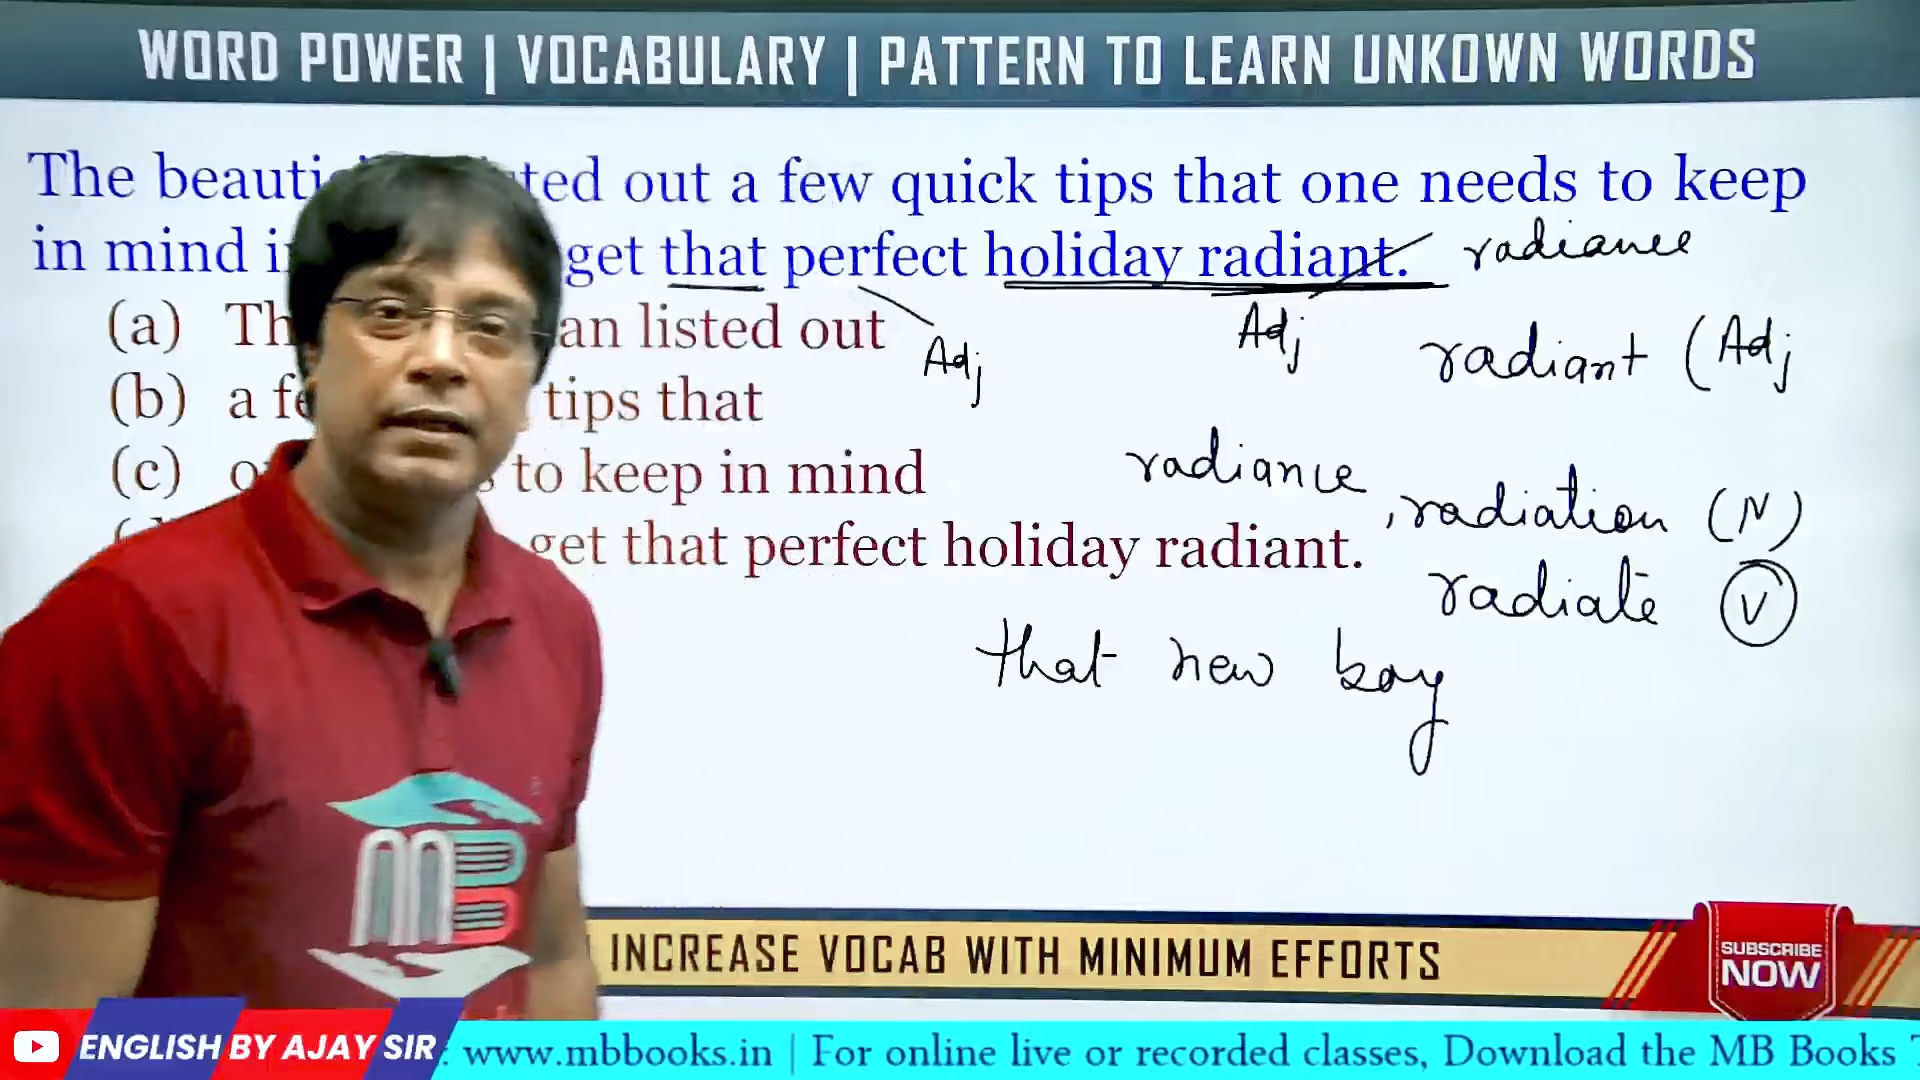 WORD POWER | VOCABULARY | PATTERN TO LEARN UNKOWN WORDS
The beauti ted out a few quick tips that one needs to keep
in mind i get that perfect holiday radiant. radiance
Adj Adj radiant (Adj
(a) Th an listed out
(b) a fe tips that
radiance, radiation (N)
(c) o to keep in mind
get that perfect holiday radiant.
radiate V
that new boy
MB
INCREASE VOCAB WITH MINIMUM EFFORTS
SUBSCRIBE
NOW
ENGLISH BY AJAY SIR : www.mbbooks.in | For online live or recorded classes, Download the MB Books